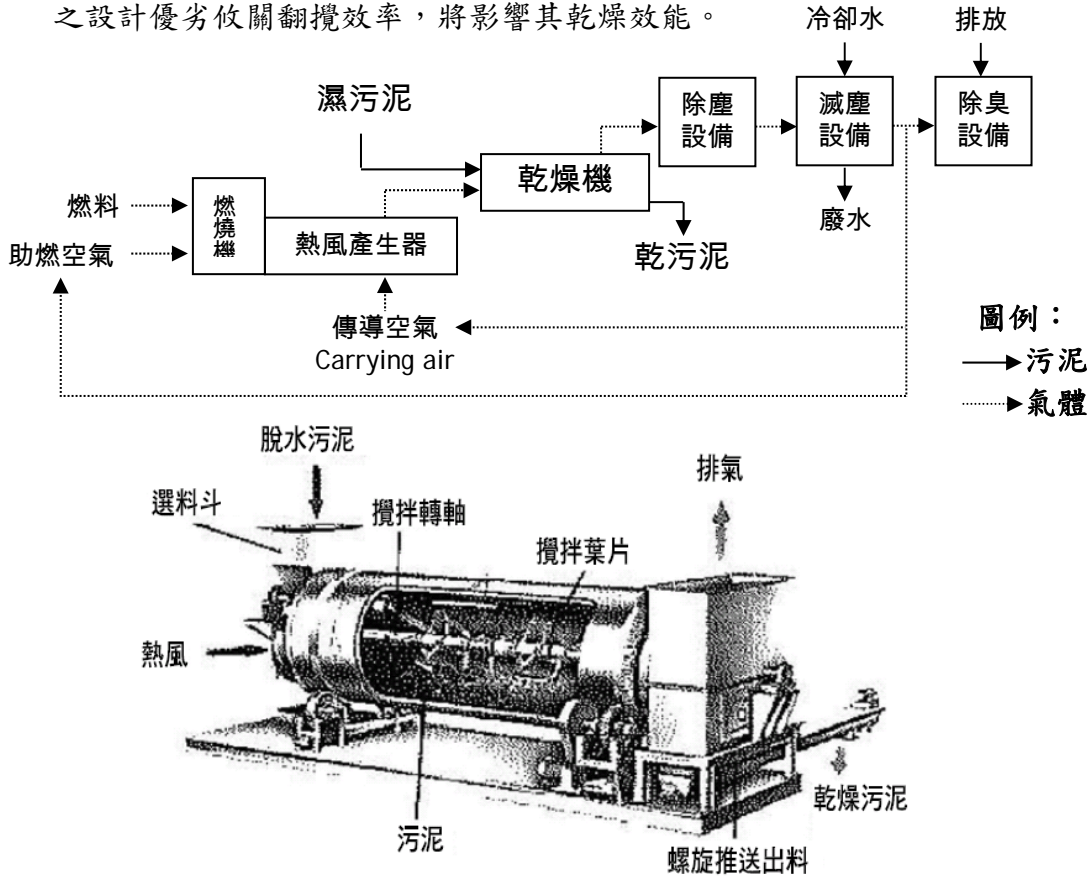 之設計優劣攸關翻攪效率，將影響其乾燥效能。
冷卻水
排放
濕污泥
除塵
設備
滅塵
設備
除臭
設備
乾燥機
燃料
燃燒機
熱風產生器
助燃空氣
乾污泥
廢水
傳導空氣
Carrying air
圖例：
污泥
氣體
脫水污泥
排氣
選料斗
攪拌轉軸
攪拌葉片
熱風
乾燥污泥
污泥
螺旋推送出料